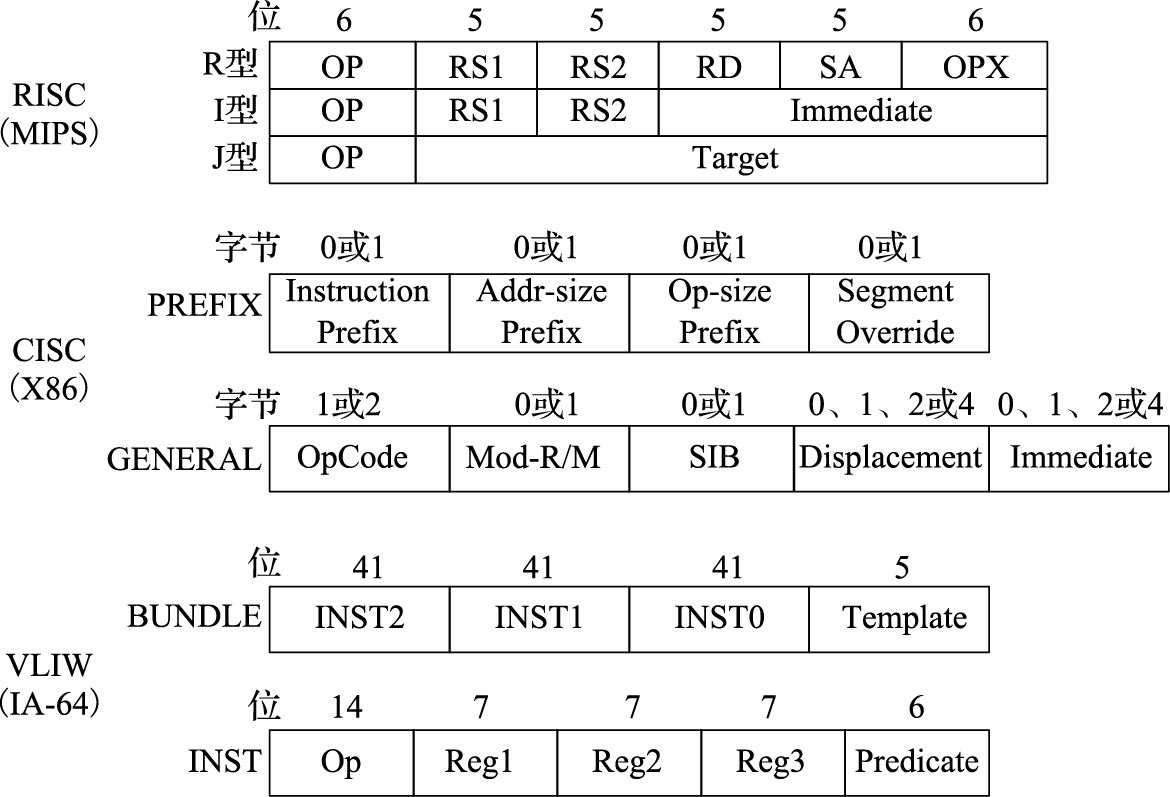 位 6 5 5 5 5 6
R型 OP RS1 RS2 RD SA OPX
RISC
(MIPS)
I型 OP RS1 RS2 Immediate
J型 OP Target
字节 0或1 0或1 0或1 0或1
PREFIX Instruction Prefix Addr-size Prefix Op-size Prefix Segment Override
CISC
(X86)
字节 1或2 0或1 0或1 0、1、2或4 0、1、2或4
GENERAL OpCode Mod-R/M SIB Displacement Immediate
位 41 41 41 5
BUNDLE INST2 INST1 INST0 Template
VLIW
(IA-64)
位 14 7 7 7 6
INST Op Reg1 Reg2 Reg3 Predicate